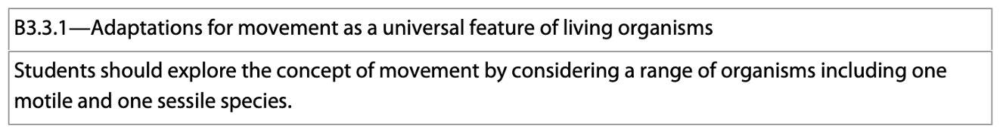 B3.3.1—Adaptations for movement as a universal feature of living organisms
Students should explore the concept of movement by considering a range of organisms including one
motile and one sessile species.